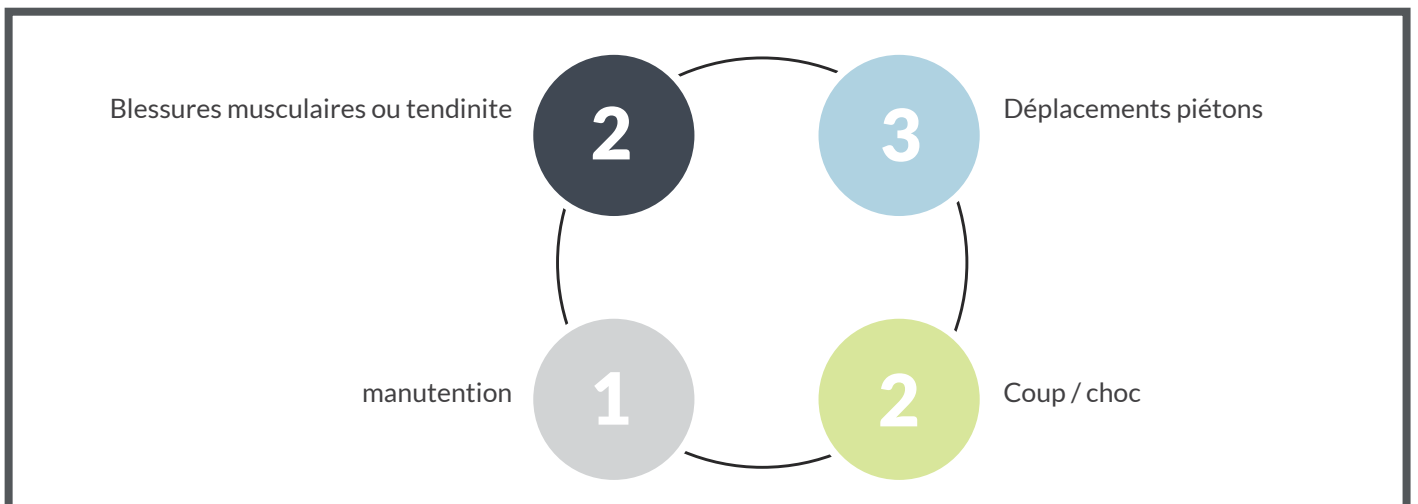 Blessures musculaires ou tendinite
2
3
Déplacements piétons
manutention
1
2
Coup / choc